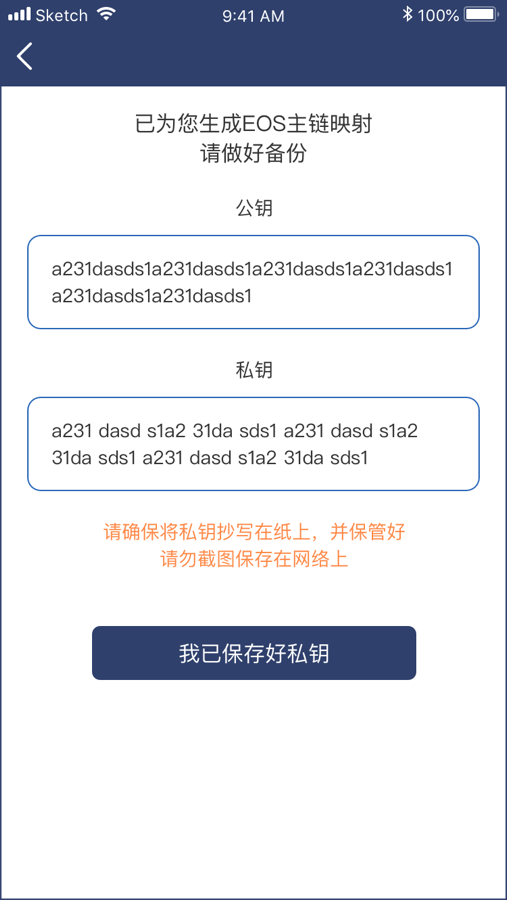 Sketch 9:41 AM 100%
已为您生成EOS主链映射
请做好备份
公钥
a231dasds1a231dasds1a231dasds1a231dasds1
a231dasds1a231dasds1
私钥
a231 dasd s1a2 31da sds1 a231 dasd s1a2
31da sds1 a231 dasd s1a2 31da sds1
请确保将私钥抄写在纸上，并保管好
请勿截图保存在网络上
我已保存好私钥